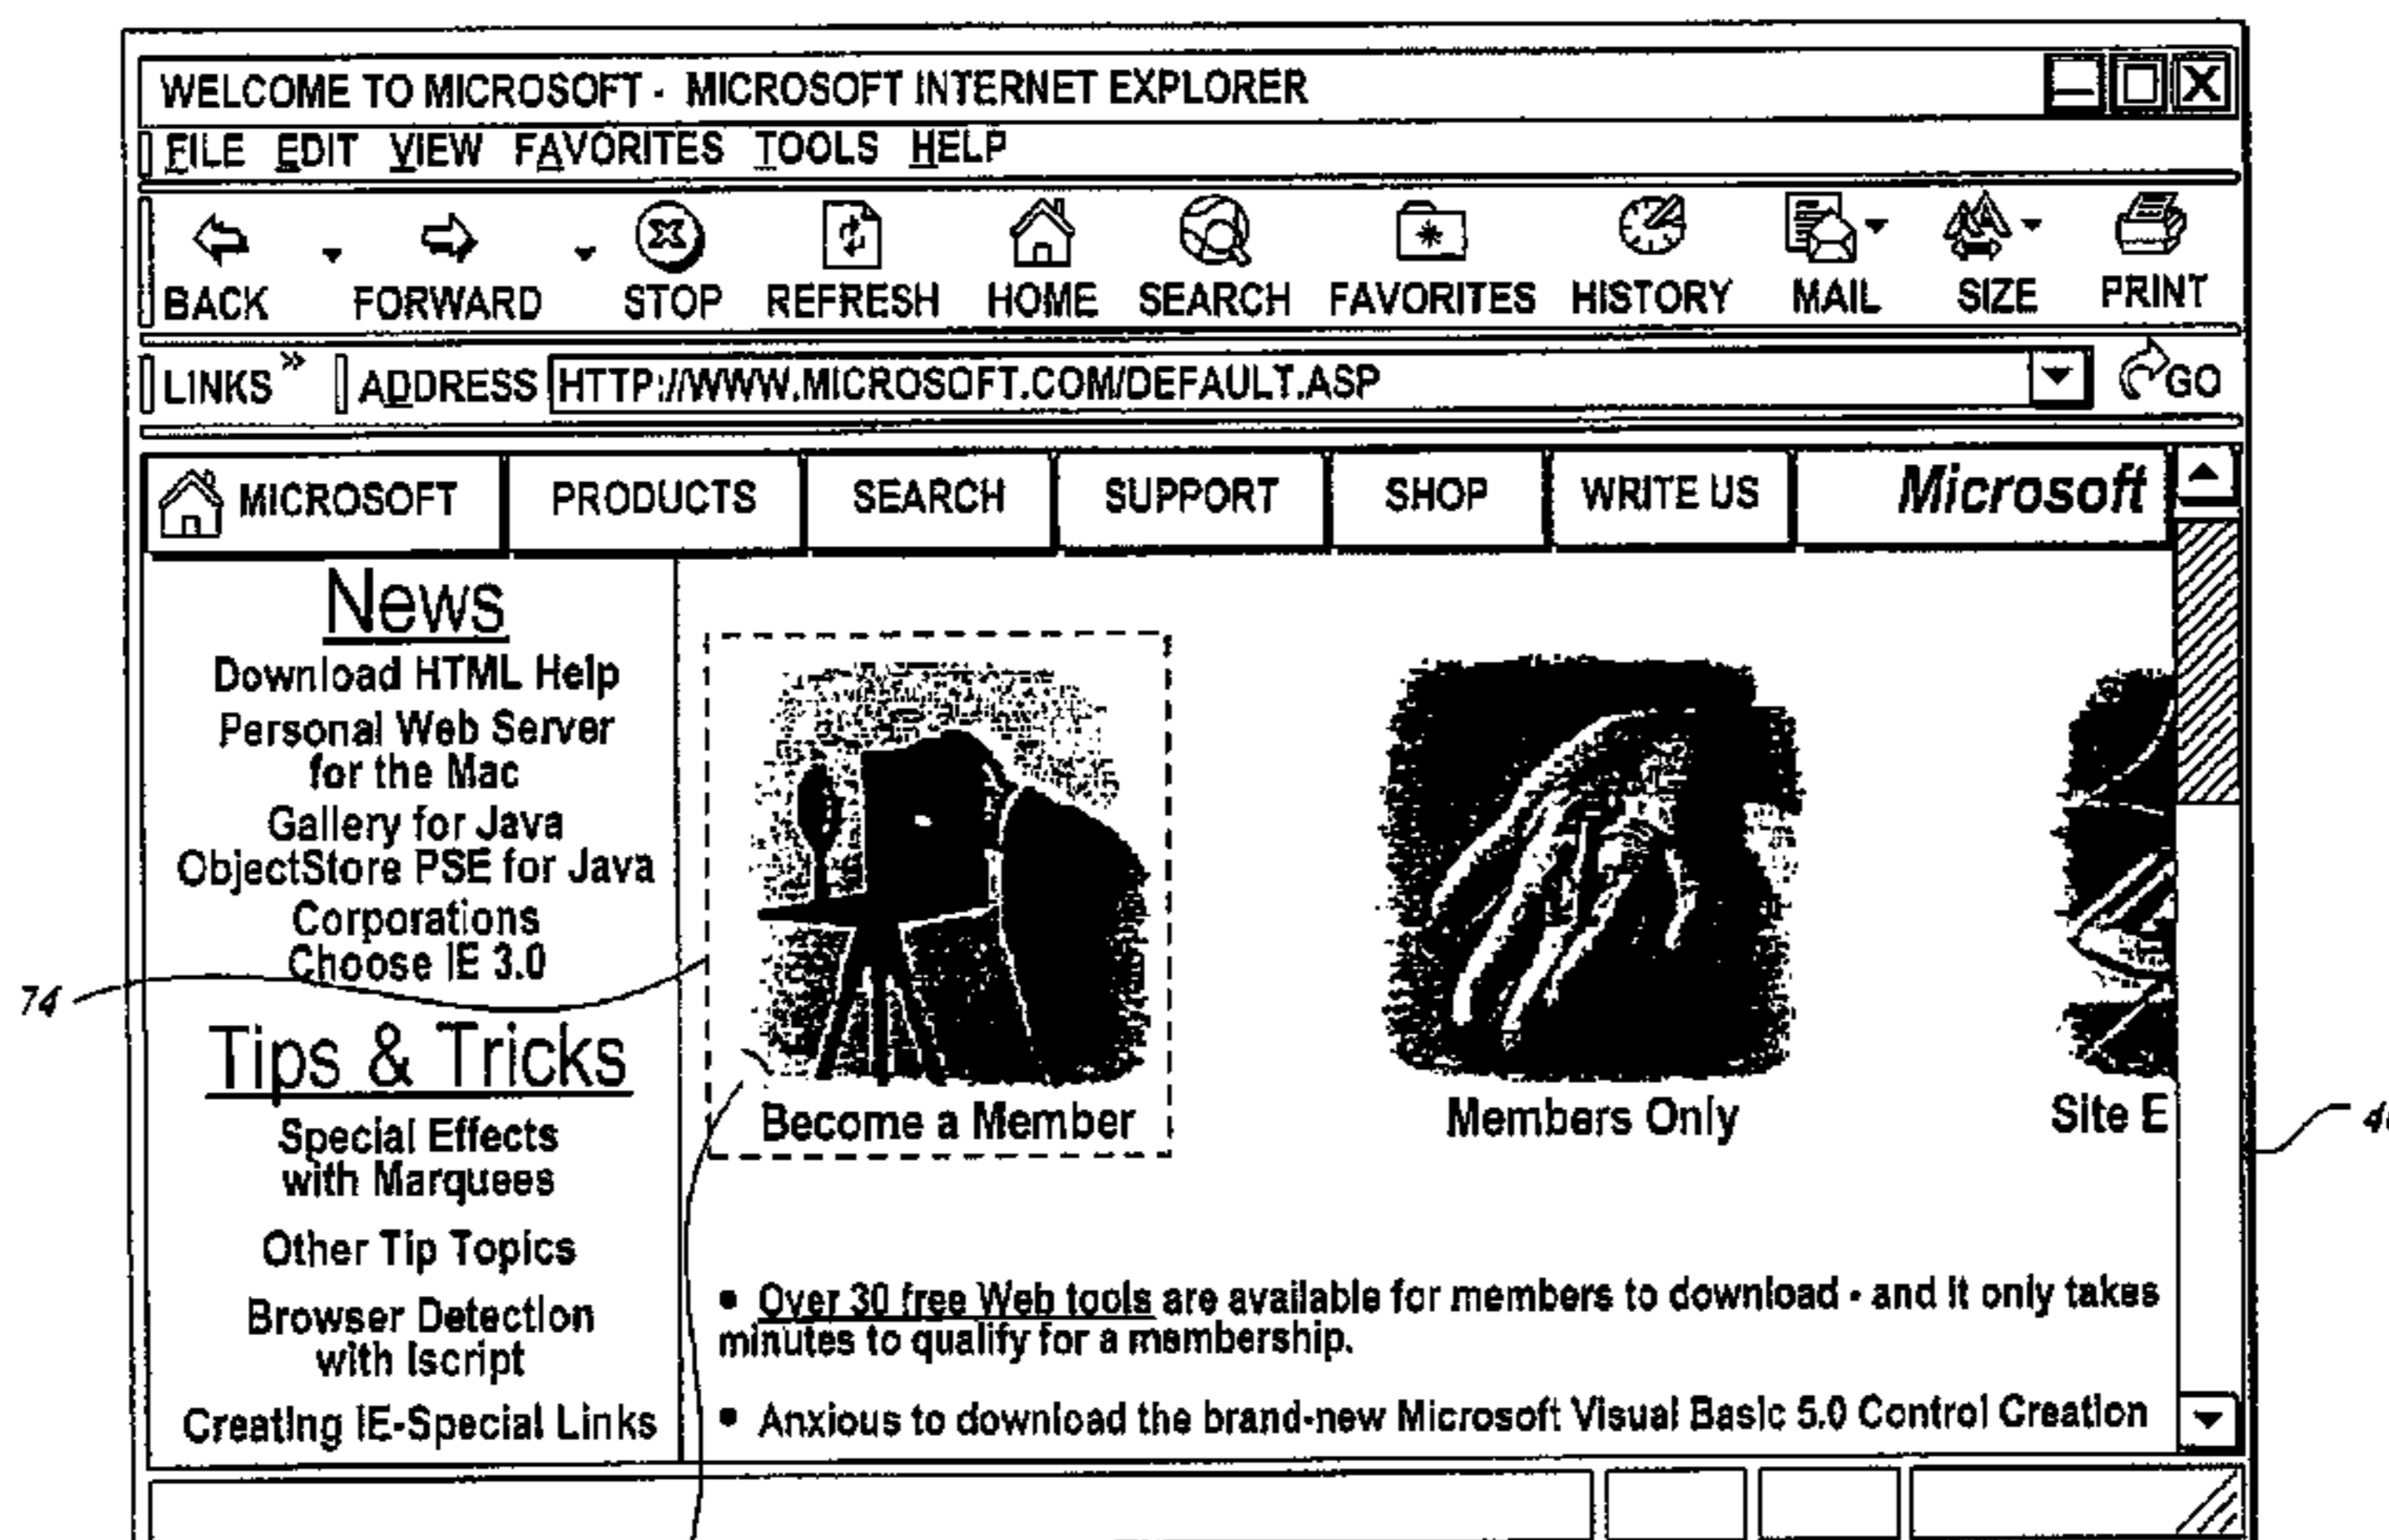 WELCOME TO MICROSOFT - MICROSOFT INTERNET EXPLORER
FILE EDIT VIEW FAVORITES TOOLS HELP
BACK FORWARD STOP REFRESH HOME SEARCH FAVORITES HISTORY MAIL SIZE PRINT
LINKS » ADDRESS HTTP://WWW.MICROSOFT.COM/DEFAULT.ASP GO
MICROSOFT PRODUCTS SEARCH SUPPORT SHOP WRITE US Microsoft
News
Download HTML Help
Personal Web Server
for the Mac
Gallery for Java
ObjectStore PSE for Java
Corporations
Choose IE 3.0
74
Tips & Tricks
Special Effects
with Marquees
Other Tip Topics
Browser Detection
with Iscript
Creating IE-Special Links
Become a Member
Members Only
Site E
• Over 30 free Web tools are available for members to download - and it only takes
minutes to qualify for a membership.
• Anxious to download the brand-new Microsoft Visual Basic 5.0 Control Creation